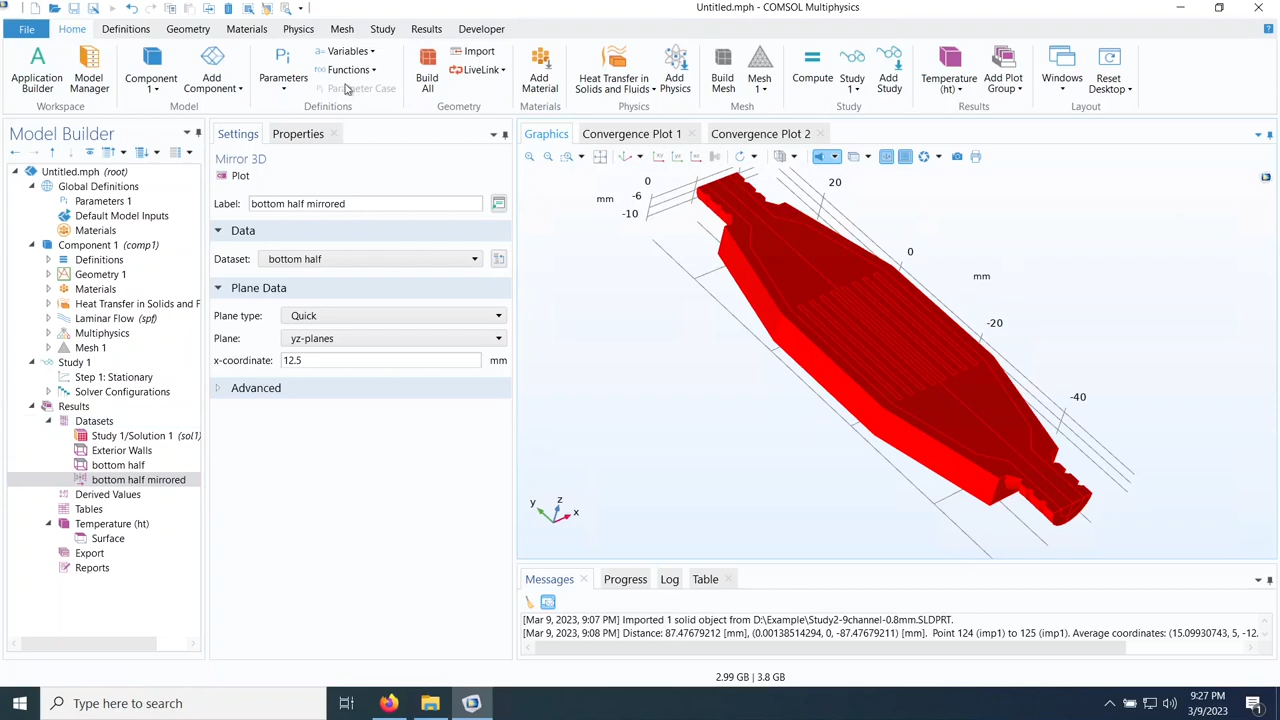 Untitled.mph - COMSOL Multiphysics
File Home Definitions Geometry Materials Physics Mesh Study Results Developer
Application Builder
Model Manager
Workspace
Component 1
Add Component
Model
Pi
Parameters
a= Variables
f(x) Functions
Pi Parameter Case
Definitions
Build All
Import
LiveLink
Geometry
Add Material
Materials
Heat Transfer in Solids and Fluids
Add Physics
Physics
Build Mesh
Mesh 1
Mesh
Compute
Study 1
Add Study
Study
Temperature (ht)
Add Plot Group
Results
Windows
Reset Desktop
Layout
Model Builder
Untitled.mph (root)
Global Definitions
Pi Parameters 1
Default Model Inputs
Materials
Component 1 (comp1)
Definitions
Geometry 1
Materials
Heat Transfer in Solids and F
Laminar Flow (spf)
Multiphysics
Mesh 1
Study 1
Step 1: Stationary
Solver Configurations
Results
Datasets
Study 1/Solution 1 (sol1)
Exterior Walls
bottom half
bottom half mirrored
Derived Values
Tables
Temperature (ht)
Surface
Export
Reports
Settings Properties
Mirror 3D
Plot
Label: bottom half mirrored
Data
Dataset: bottom half
Plane Data
Plane type: Quick
Plane: yz-planes
x-coordinate: 12.5 mm
Advanced
Graphics Convergence Plot 1 Convergence Plot 2
0
-6
-10
mm
20
0
mm
-20
-40
y z x
Messages Progress Log Table
[Mar 9, 2023, 9:07 PM] Imported 1 solid object from D:\Example\Study2-9channel-0.8mm.SLDPRT.
[Mar 9, 2023, 9:08 PM] Distance: 87.47679212 [mm], (0.00138514294, 0, -87.47679211) [mm]. Point 124 (imp1) to 125 (imp1). Average coordinates: (15.09930743, 5, -12.
2.99 GB | 3.8 GB
Type here to search
9:27 PM
3/9/2023